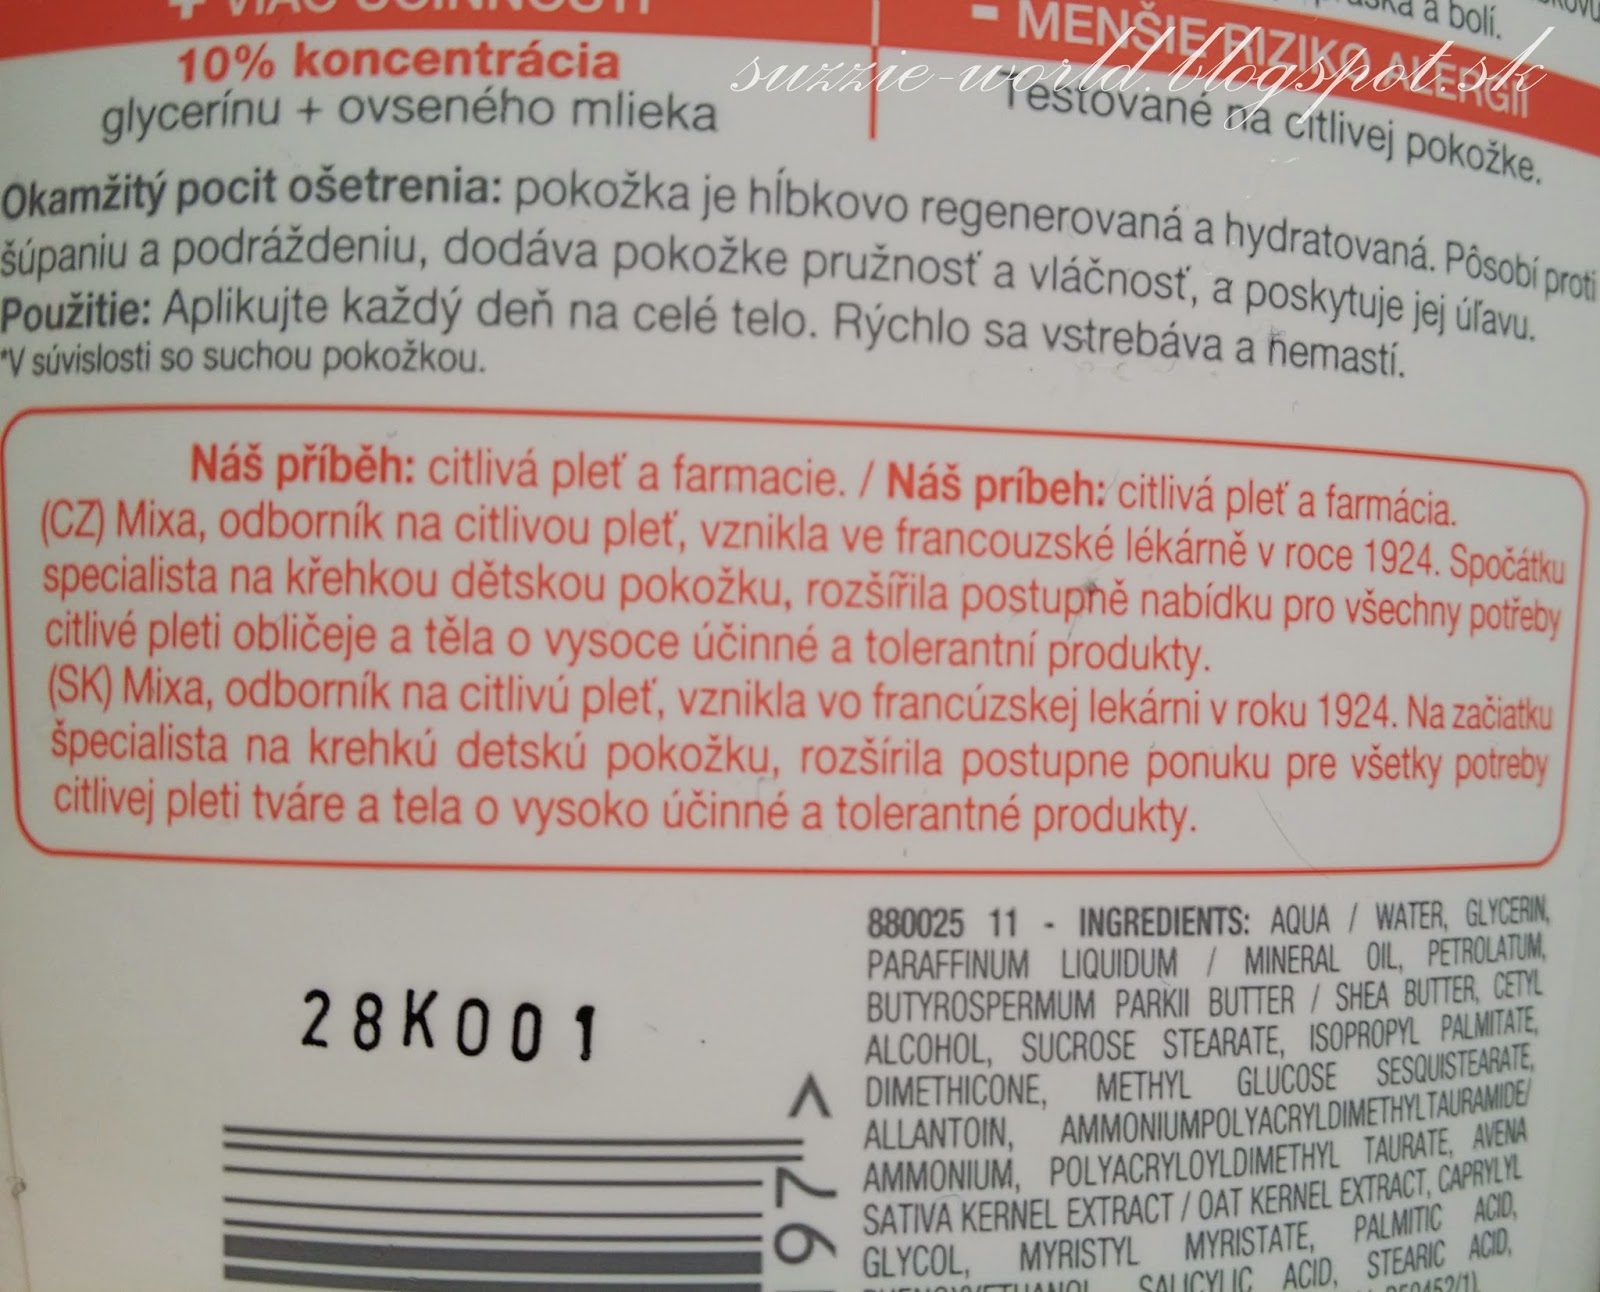 + VIAC ÚČINNOSTI
- MENŠIE RIZIKO ALERGIÍ
a bolí.
suzzie-world.blogspot.sk
10% koncentrácia
glycerínu + ovseného mlieka
Testované na citlivej pokožke.
Okamžitý pocit ošetrenia: pokožka je hĺbkovo regenerovaná a hydratovaná. Pôsobí proti
šúpaniu a podráždeniu, dodáva pokožke pružnosť a vláčnosť, a poskytuje jej úľavu.
Použitie: Aplikujte každý deň na celé telo. Rýchlo sa vstrebáva a nemastí.
*V súvislosti so suchou pokožkou.
Náš příběh: citlivá pleť a farmacie. / Náš príbeh: citlivá pleť a farmácia.
(CZ) Mixa, odborník na citlivou pleť, vznikla ve francouzské lékárně v roce 1924. Spočátku
specialista na křehkou dětskou pokožku, rozšířila postupně nabídku pro všechny potřeby
citlivé pleti obličeje a těla o vysoce účinné a tolerantní produkty.
(SK) Mixa, odborník na citlivú pleť, vznikla vo francúzskej lekárni v roku 1924. Na začiatku
špecialista na krehkú detskú pokožku, rozšírila postupne ponuku pre všetky potreby
citlivej pleti tváre a tela o vysoko účinné a tolerantné produkty.
28K001
197 >
880025 11 - INGREDIENTS: AQUA / WATER, GLYCERIN,
PARAFFINUM LIQUIDUM / MINERAL OIL, PETROLATUM,
BUTYROSPERMUM PARKII BUTTER / SHEA BUTTER, CETYL
ALCOHOL, SUCROSE STEARATE, ISOPROPYL PALMITATE,
DIMETHICONE, METHYL GLUCOSE SESQUISTEARATE,
ALLANTOIN, AMMONIUMPOLYACRYLDIMETHYLTAURAMIDE/
AMMONIUM, POLYACRYLOYLDIMETHYL TAURATE, AVENA
SATIVA KERNEL EXTRACT / OAT KERNEL EXTRACT, CAPRYLYL
GLYCOL, MYRISTYL MYRISTATE, PALMITIC ACID,
PHENOXYETHANOL, SALICYLIC ACID, STEARIC ACID,